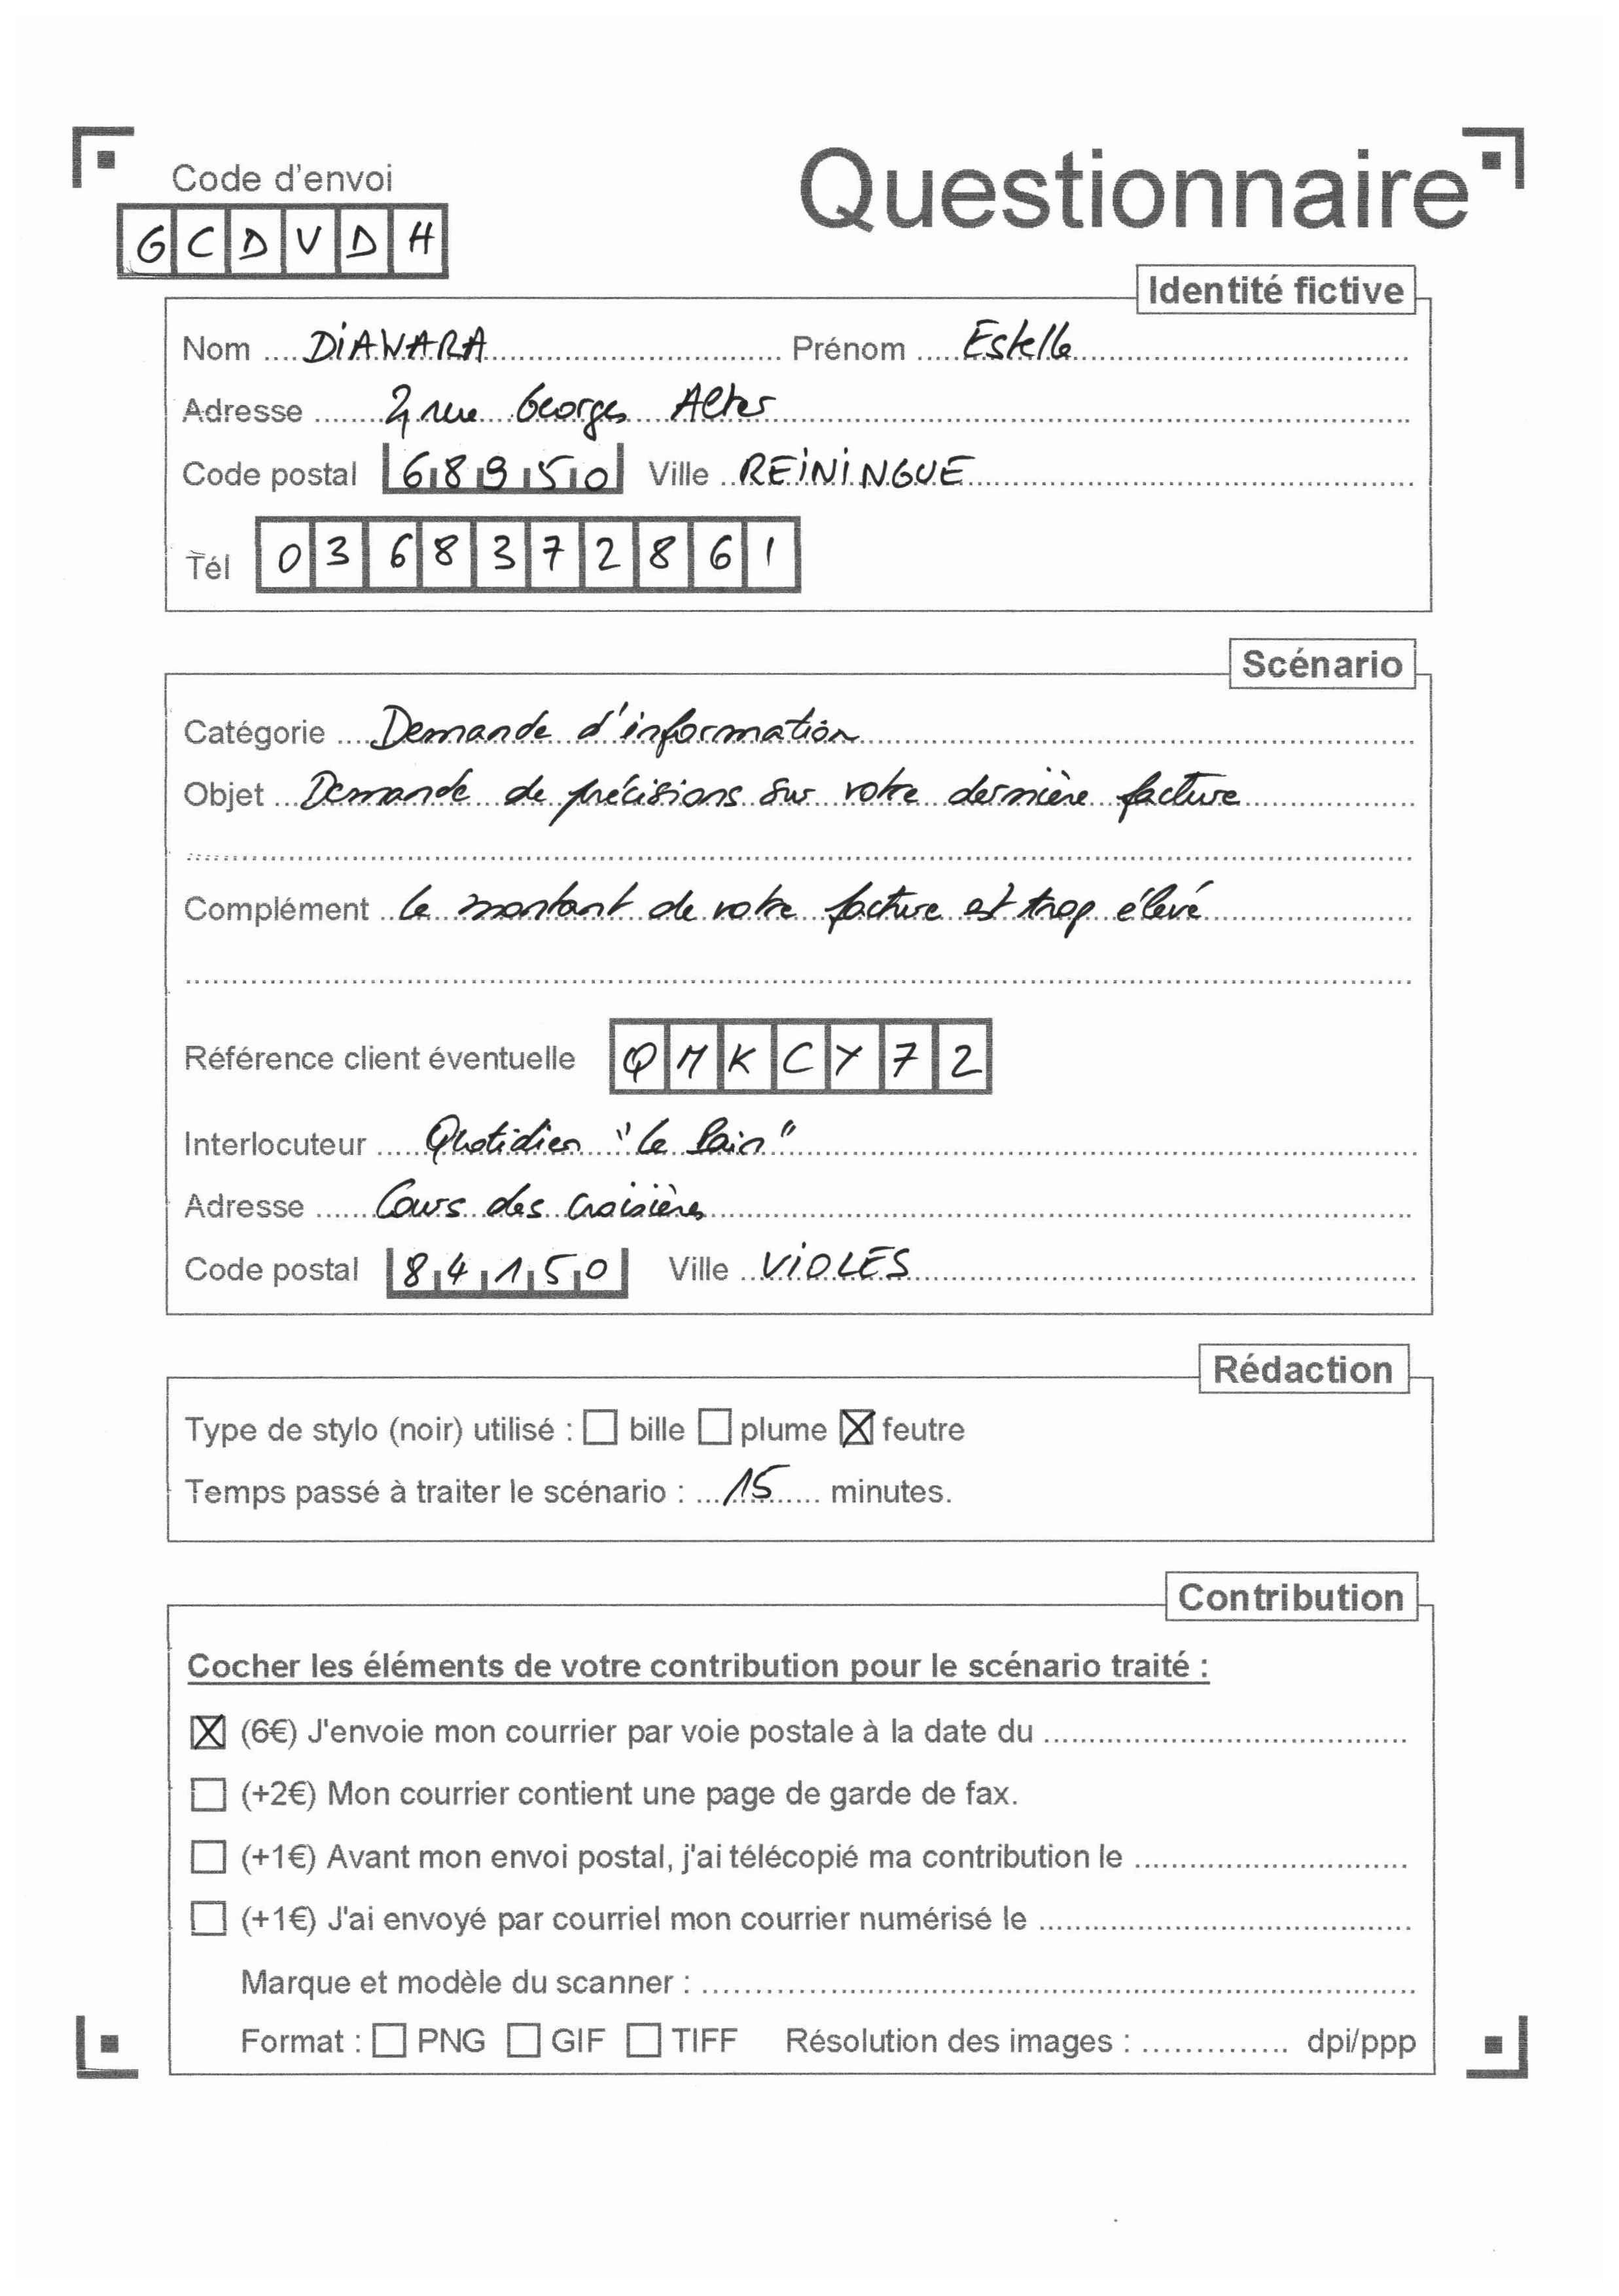 Code d'envoi
Questionnaire
GCDVDH
Identité fictive
Nom DIAWARA Prénom Estelle
Adresse 2, rue Georges
Code postal 68950 Ville REININGUE
Tél 0368372861
Scénario
Catégorie Demande d'information
Objet Demande de précisions sur votre dernière facture
Complément Le montant de votre facture est trop élevé
Référence client éventuelle QMKCY72
Interlocuteur Quotidien "Le
Adresse Cours des croisières
Code postal 84150 Ville VIOLES
Rédaction
Type de stylo (noir) utilisé : bille plume feutre
Temps passé à traiter le scénario : 15 minutes.
Contribution
Cocher les éléments de votre contribution pour le scénario traité :
(6€) J'envoie mon courrier par voie postale à la date du
(+2€) Mon courrier contient une page de garde de fax.
(+1€) Avant mon envoi postal, j'ai télécopié ma contribution le
(+1€) J'ai envoyé par courriel mon courrier numérisé le
Marque et modèle du scanner :
Format : PNG GIF TIFF Résolution des images : dpi/ppp